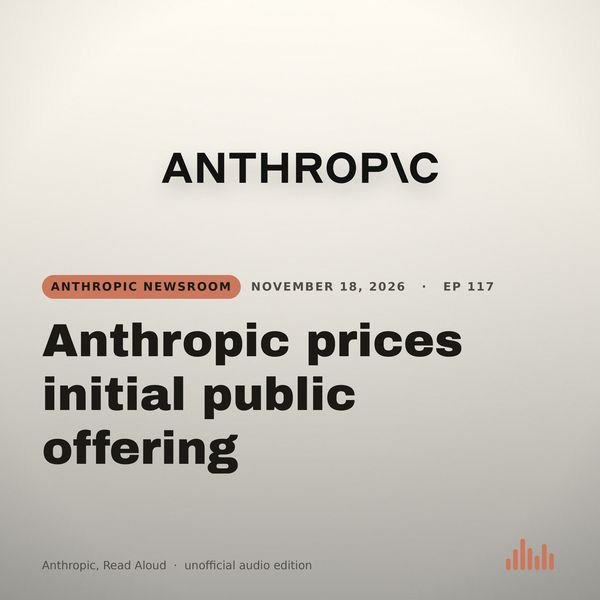 ANTHROP\C
ANTHROPIC NEWSROOM NOVEMBER 18, 2026 · EP 117
Anthropic prices
initial public
offering
Anthropic, Read Aloud · unofficial audio edition